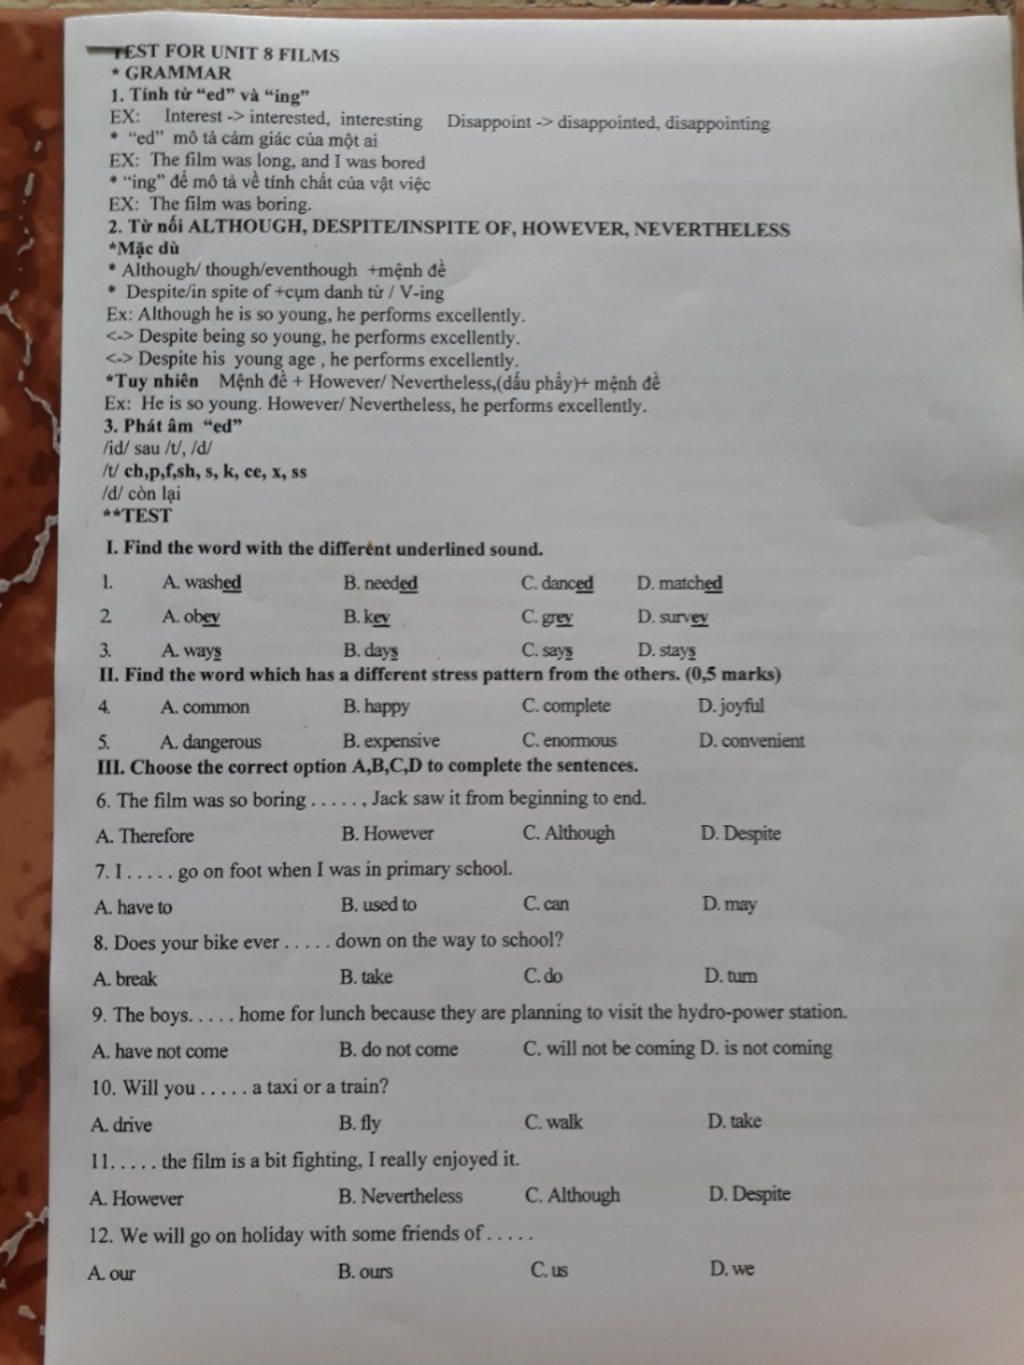 TEST FOR UNIT 8 FILMS
* GRAMMAR
1. Tính từ “ed” và “ing”
EX: Interest -> interested, interesting Disappoint -> disappointed, disappointing
* “ed” mô tả cảm giác của một ai
EX: The film was long, and I was bored
* “ing” để mô tả về tính chất của vật việc
EX: The film was boring.
2. Từ nối ALTHOUGH, DESPITE/INSPITE OF, HOWEVER, NEVERTHELESS
*Mặc dù
* Although/ though/eventhough +mệnh đề
* Despite/in spite of +cụm danh từ / V-ing
Ex: Although he is so young, he performs excellently.
<-> Despite being so young, he performs excellently.
<-> Despite his young age , he performs excellently.
*Tuy nhiên Mệnh đề + However/ Nevertheless,(dấu phẩy)+ mệnh đề
Ex: He is so young. However/ Nevertheless, he performs excellently.
3. Phát âm “ed”
/id/ sau /t/, /d/
/t/ ch,p,f,sh, s, k, ce, x, ss
/d/ còn lại
**TEST
I. Find the word with the different underlined sound.
1. A. washed B. needed C. danced D. matched
2 A. obey B. key C. grey D. survey
3. A. ways B. days C. says D. stays
II. Find the word which has a different stress pattern from the others. (0,5 marks)
4. A. common B. happy C. complete D. joyful
5. A. dangerous B. expensive C. enormous D. convenient
III. Choose the correct option A,B,C,D to complete the sentences.
6. The film was so boring . . . . . , Jack saw it from beginning to end.
A. Therefore B. However C. Although D. Despite
7. I . . . . . go on foot when I was in primary school.
A. have to B. used to C. can D. may
8. Does your bike ever . . . . . down on the way to school?
A. break B. take C. do D. turn
9. The boys. . . . . home for lunch because they are planning to visit the hydro-power station.
A. have not come B. do not come C. will not be coming D. is not coming
10. Will you . . . . . a taxi or a train?
A. drive B. fly C. walk D. take
11. . . . . the film is a bit fighting, I really enjoyed it.
A. However B. Nevertheless C. Although D. Despite
12. We will go on holiday with some friends of . . . . .
A. our B. ours C. us D. we